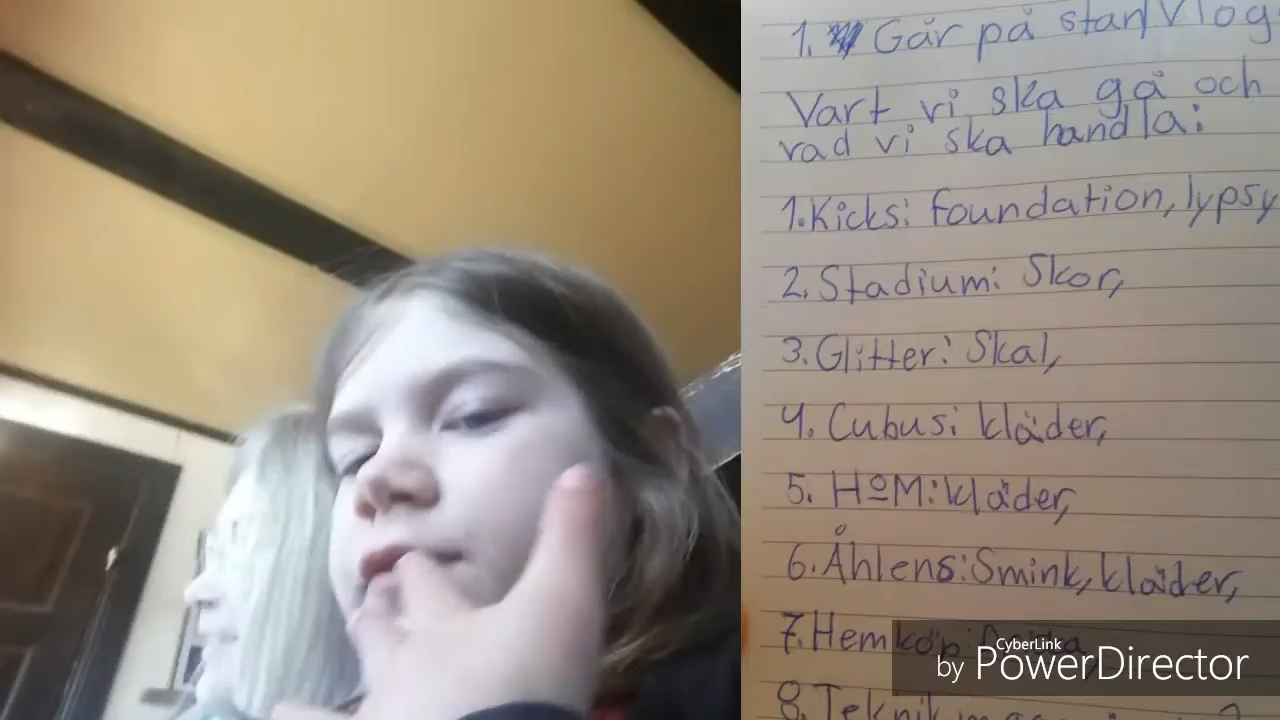 1. Går på stan/Vlog
Vart vi ska gå och
vad vi ska handla:
1. Kicks: foundation, lypsy
2. Stadium: Skor,
3. Glitter: Skal,
4. Cubus: kläder,
5. HoM: kläder,
6. Åhlens: Smink, kläder,
7. Hemköp:
8. Teknik
CyberLink
by PowerDirector